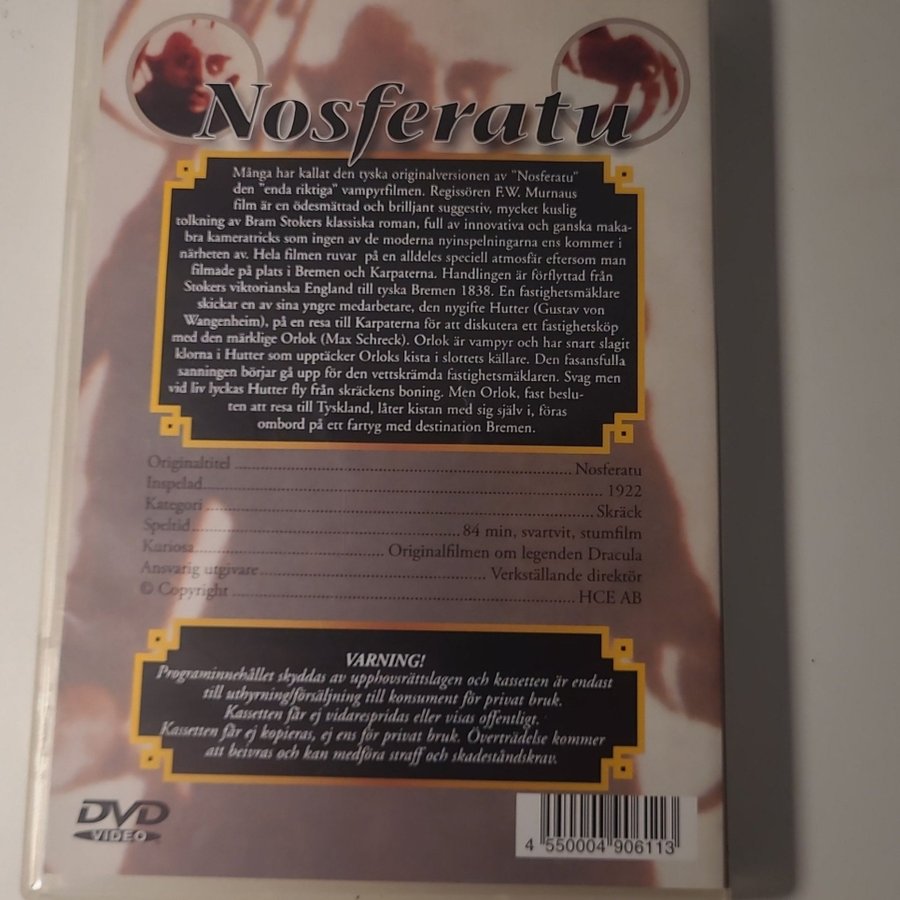 Nosferatu
Många har kallat den tyska originalversionen av "Nosferatu"
den "enda riktiga" vampyrfilmen. Regissören F.W. Murnaus
film är en ödesmättad och brilljant suggestiv, mycket kuslig
tolkning av Bram Stokers klassiska roman, full av innovativa och ganska maka-
bra kameratricks som ingen av de moderna nyinspelningarna ens kommer i
närheten av. Hela filmen ruvar på en alldeles speciell atmosfär eftersom man
filmade på plats i Bremen och Karpaterna. Handlingen är förflyttad från
Stokers viktorianska England till tyska Bremen 1838. En fastighetsmäklare
skickar en av sina yngre medarbetare, den nygifte Hutter (Gustav von
Wangenheim), på en resa till Karpaterna för att diskutera ett fastighetsköp
med den märklige Orlok (Max Schreck). Orlok är vampyr och har snart slagit
klorna i Hutter som upptäcker Orloks kista i slottets källare. Den fasansfulla
sanningen börjar gå upp för den vettskrämda fastighetsmäklaren. Svag men
vid liv lyckas Hutter fly från skräckens boning. Men Orlok, fast beslu-
ten att resa till Tyskland, låter kistan med sig själv i, föras
ombord på ett fartyg med destination Bremen.
Originaltitel ........ Nosferatu
Inspelad ........ 1922
Kategori ........ Skräck
Speltid ........ 84 min, svartvit, stumfilm
Kuriosa ........ Originalfilmen om legenden Dracula
Ansvarig utgivare ........ Verkställande direktör
© Copyright ........ HCE AB
VARNING!
Programinnehållet skyddas av upphovsrättslagen och kassetten är endast
till uthyrning/försäljning till konsument för privat bruk.
Kassetten får ej vidarespridas eller visas offentligt.
Kassetten får ej kopieras, ej ens för privat bruk. Överträdelse kommer
att beivras och kan medföra straff och skadeståndskrav.
DVD
VIDEO
4 550004 906113